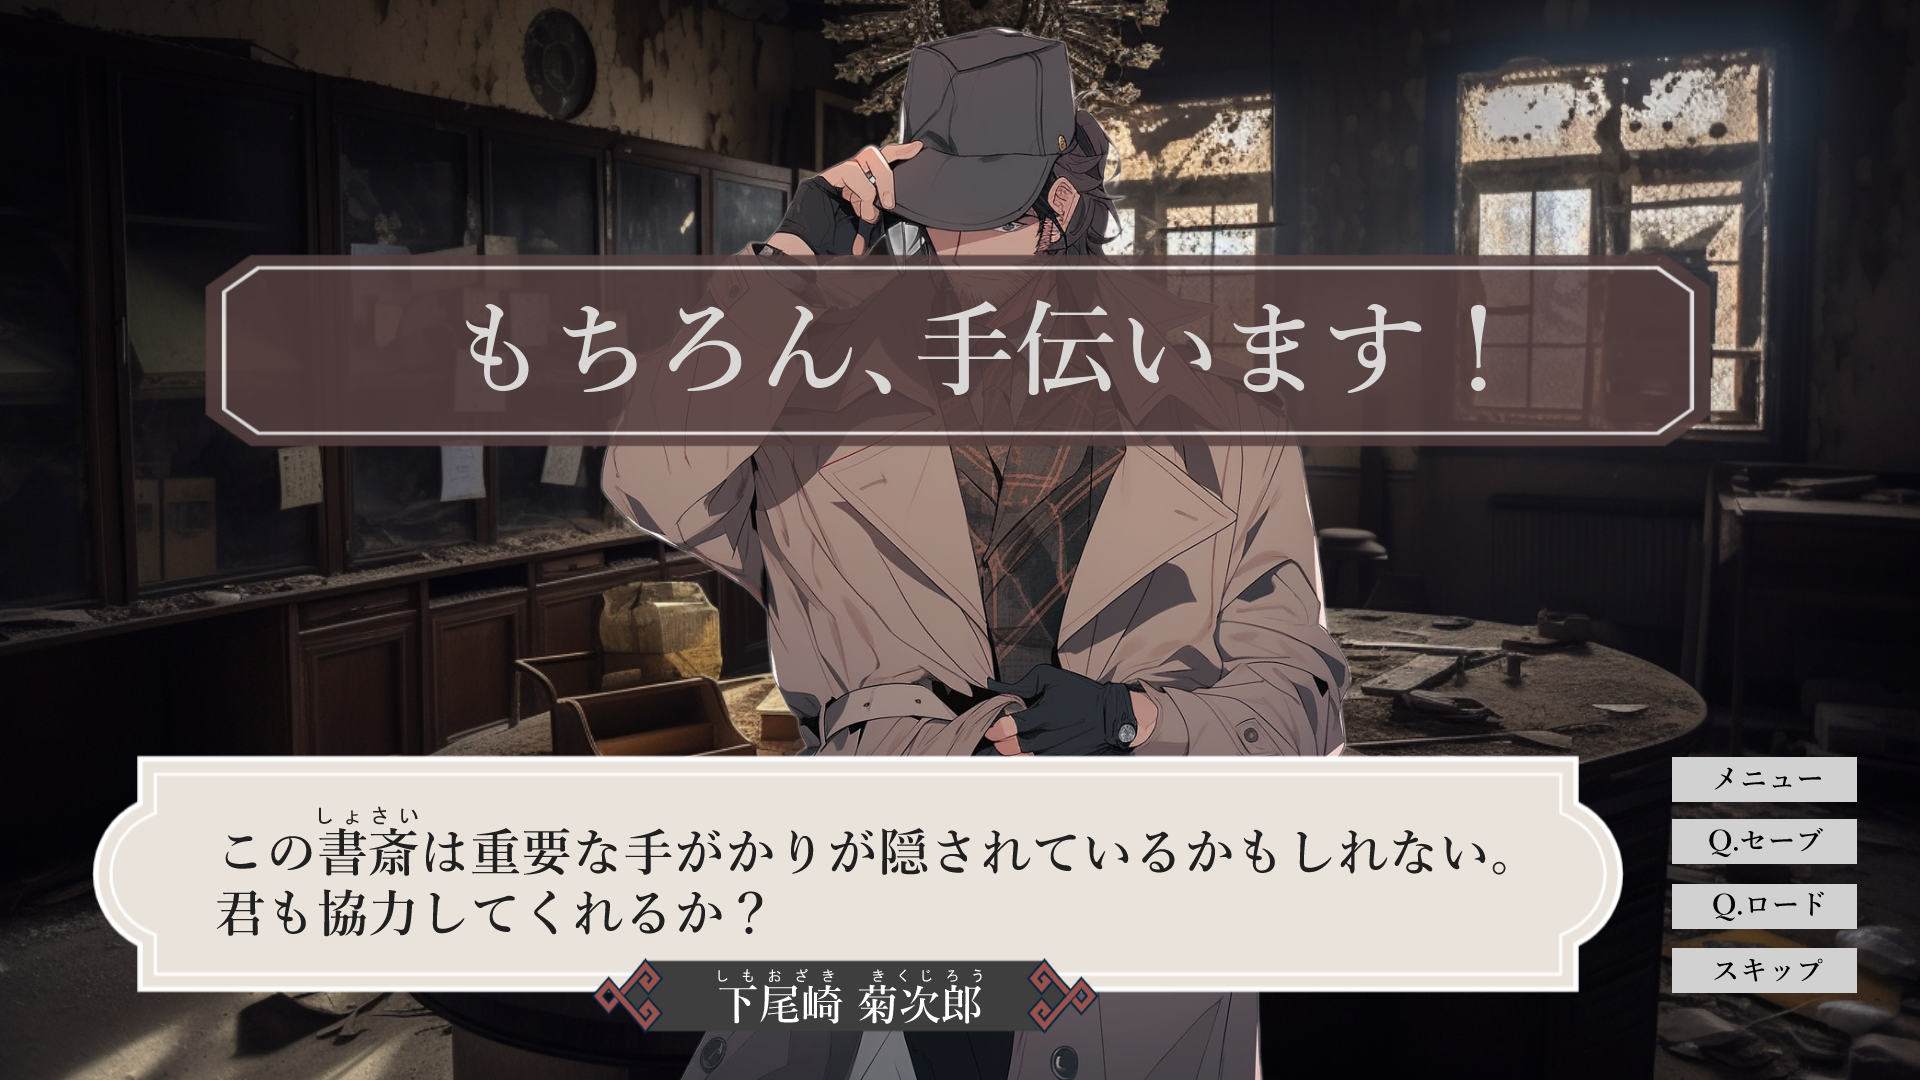 もちろん、手伝います！
しょさい
この書斎は重要な手がかりが隠されているかもしれない。
君も協力してくれるか？
しもおざき　きくじろう
下尾崎 菊次郎
メニュー
Q.セーブ
Q.ロード
スキップ